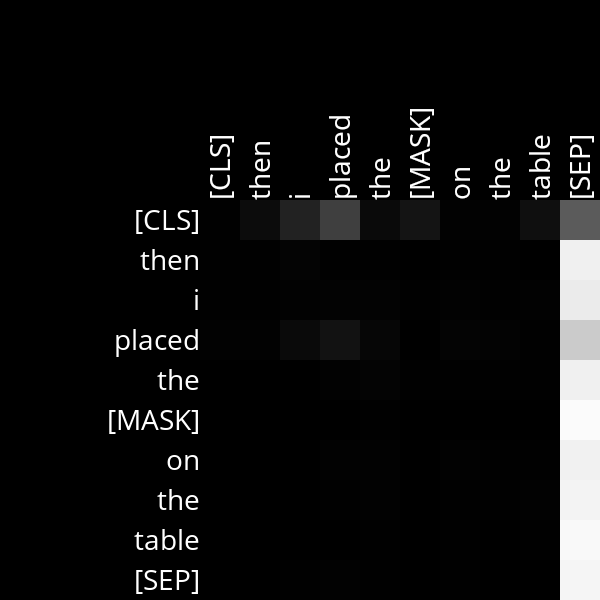 [CLS] then i placed the [MASK] on the table [SEP]
[CLS]
then
i
placed
the
[MASK]
on
the
table
[SEP]